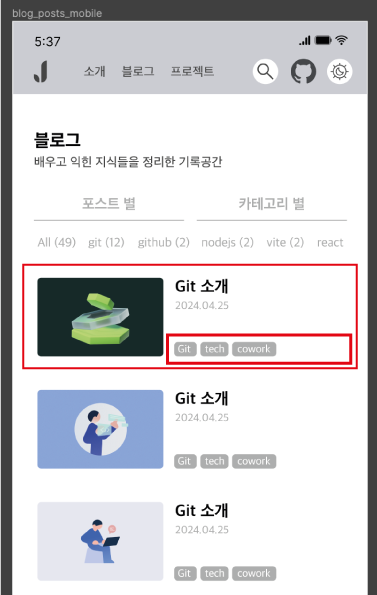 blog_posts_mobile
5:37
소개 블로그 프로젝트
블로그
배우고 익힌 지식들을 정리한 기록공간
포스트 별 카테고리 별
All (49) git (12) github (2) nodejs (2) vite (2) react
Git 소개
2024.04.25
Git tech cowork
Git 소개
2024.04.25
Git tech cowork
Git 소개
2024.04.25
Git tech cowork